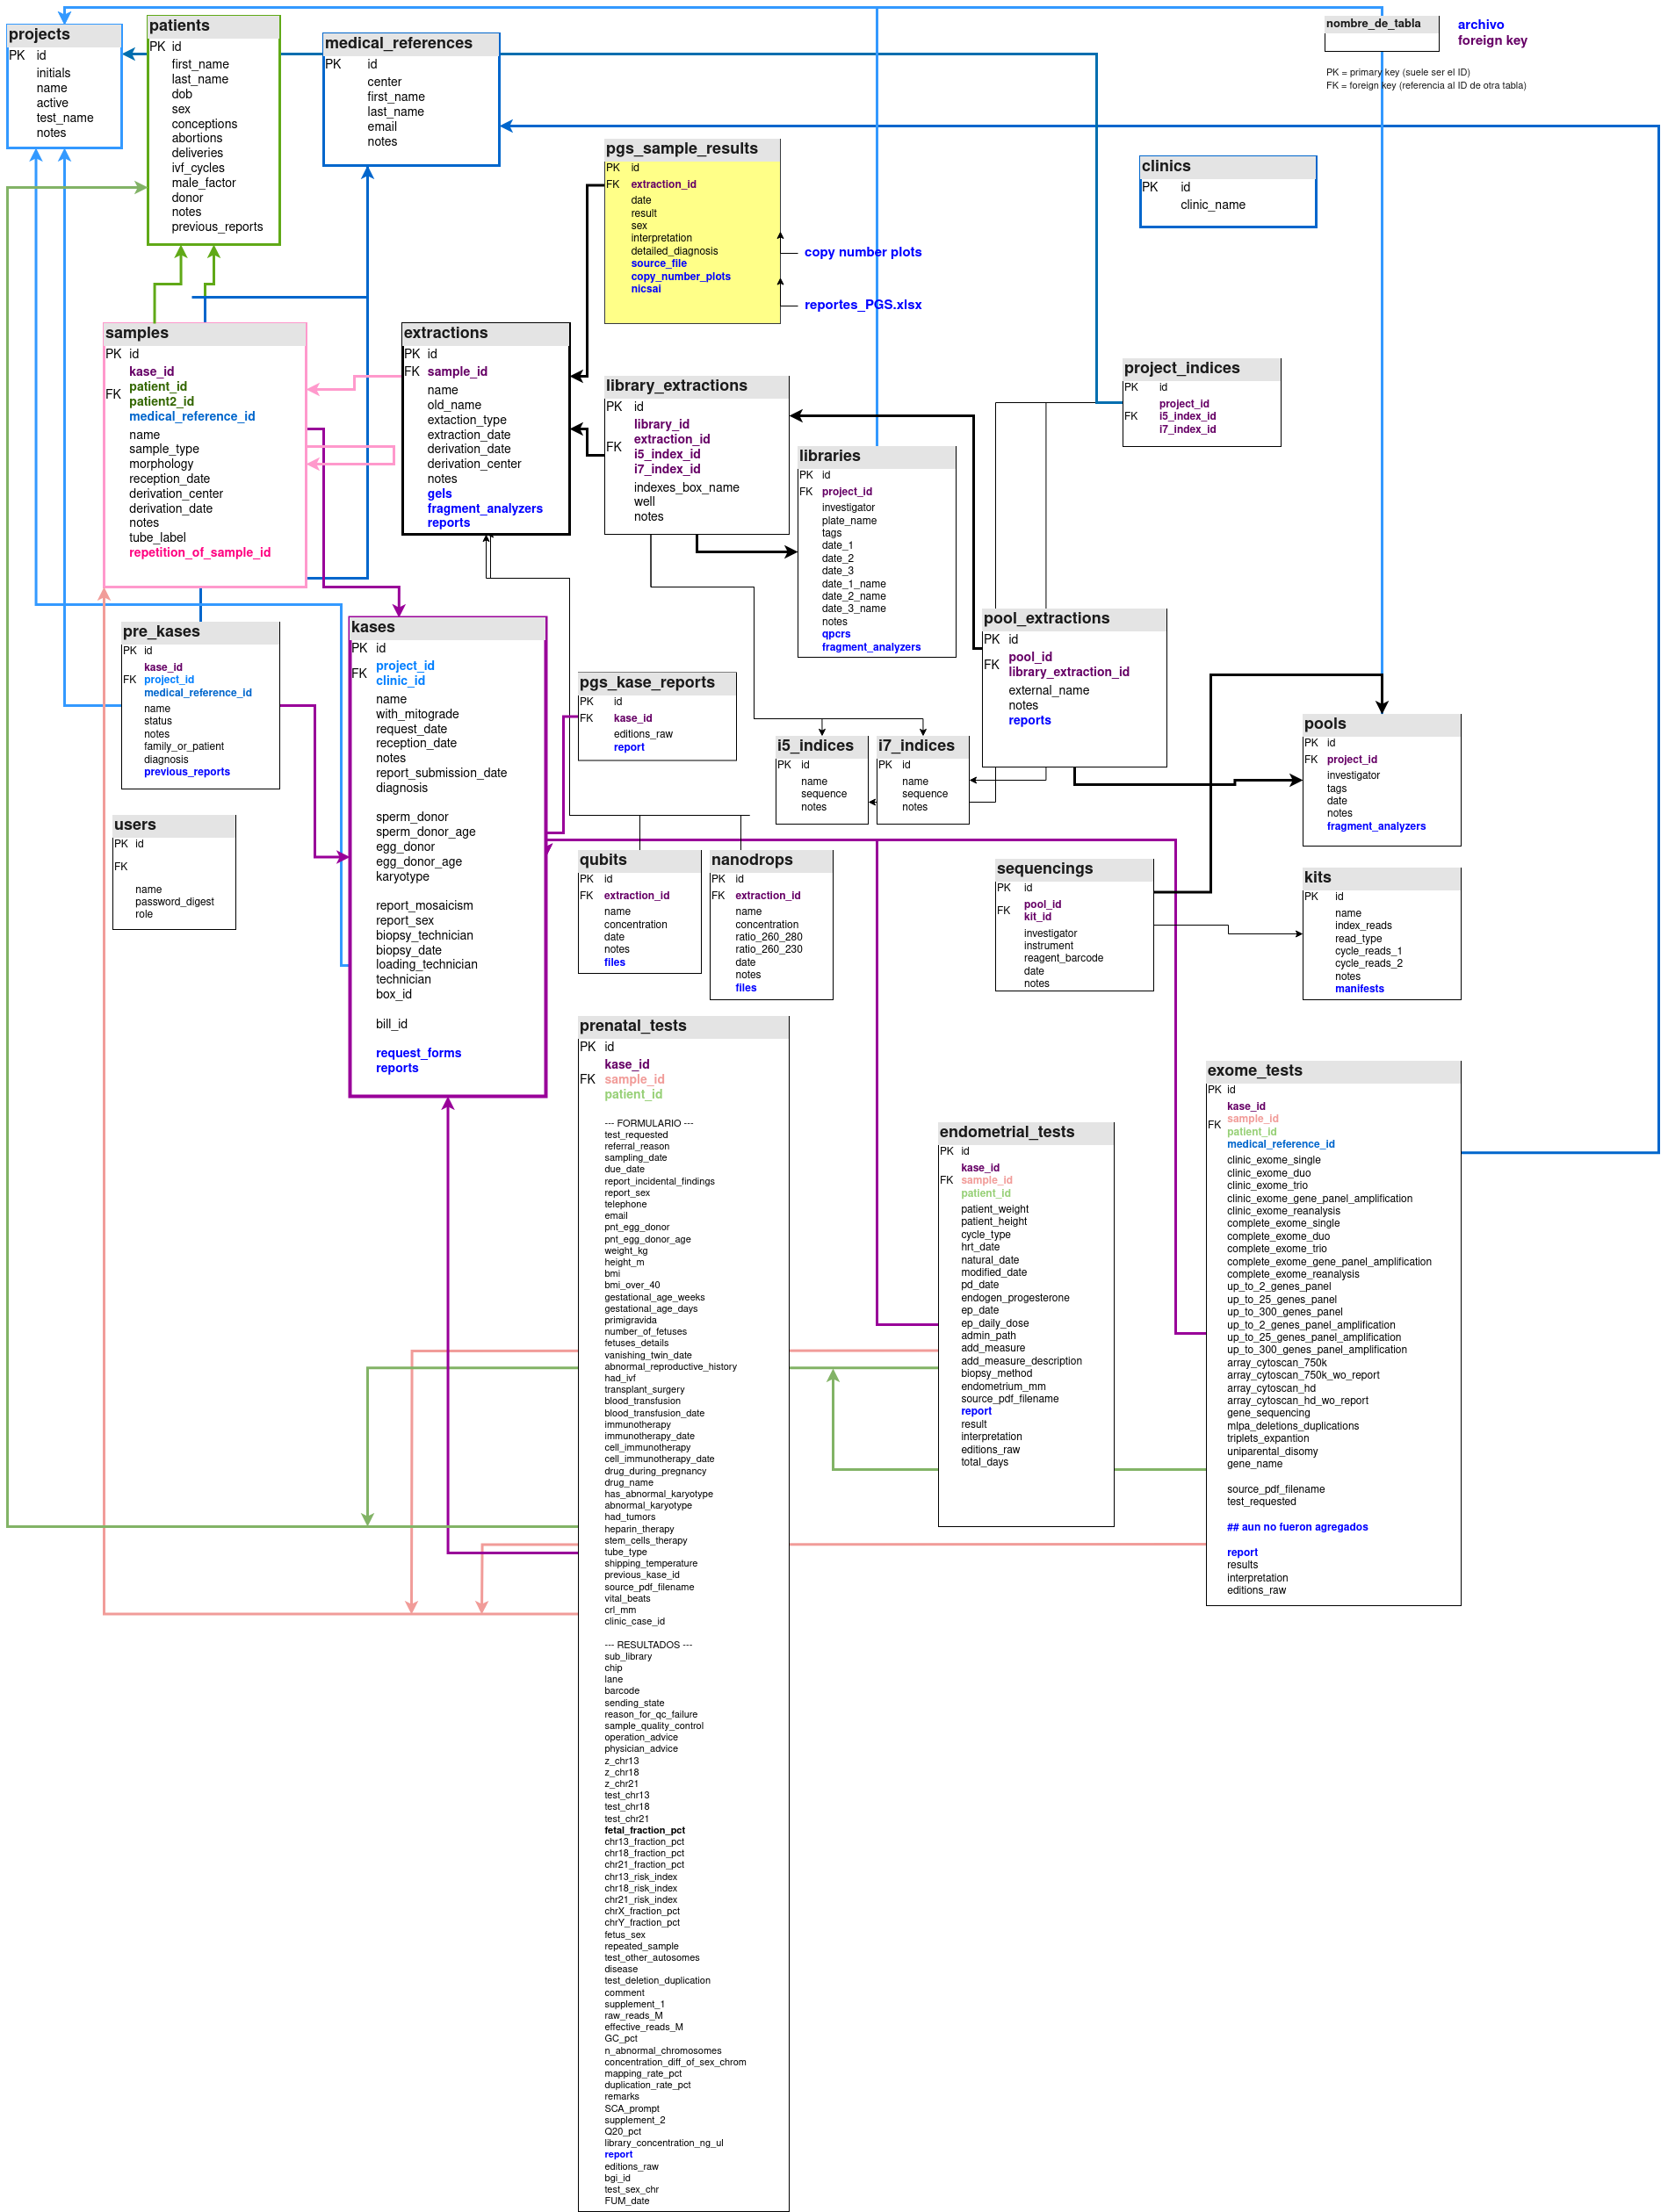 projects
PK id
initials
name
active
test_name
notes
patients
PK id
first_name
last_name
dob
sex
conceptions
abortions
deliveries
ivf_cycles
male_factor
donor
notes
previous_reports
medical_references
PK id
center
first_name
last_name
email
notes
nombre_de_tabla
archivo
foreign key
PK = primary key (suele ser el ID)
FK = foreign key (referencia al ID de otra tabla)
pgs_sample_results
PK id
FK extraction_id
date
result
sex
interpretation
detailed_diagnosis
source_file
copy_number_plots
nicsai
copy number plots
reportes_PGS.xlsx
clinics
PK id
clinic_name
samples
PK id
kase_id
patient_id
FK
patient2_id
medical_reference_id
name
sample_type
morphology
reception_date
derivation_center
derivation_date
notes
tube_label
repetition_of_sample_id
extractions
PK id
FK sample_id
name
old_name
extaction_type
extraction_date
derivation_date
derivation_center
notes
gels
fragment_analyzers
reports
library_extractions
PK id
library_id
extraction_id
FK
i5_index_id
i7_index_id
indexes_box_name
well
notes
libraries
PK id
FK project_id
investigator
plate_name
tags
date_1
date_2
date_3
date_1_name
date_2_name
date_3_name
notes
qpcrs
fragment_analyzers
project_indices
PK id
project_id
FK i5_index_id
i7_index_id
pool_extractions
PK id
pool_id
FK
library_extraction_id
external_name
notes
reports
pre_kases
PK id
kase_id
FK project_id
medical_reference_id
name
status
notes
family_or_patient
diagnosis
previous_reports
kases
PK id
project_id
FK
clinic_id
name
with_mitograde
request_date
reception_date
notes
report_submission_date
diagnosis
sperm_donor
sperm_donor_age
egg_donor
egg_donor_age
karyotype
report_mosaicism
report_sex
biopsy_technician
biopsy_date
loading_technician
technician
box_id
bill_id
request_forms
reports
pgs_kase_reports
PK id
FK kase_id
editions_raw
report
i5_indices
PK id
name
sequence
notes
i7_indices
PK id
name
sequence
notes
pools
PK id
FK project_id
investigator
tags
date
notes
fragment_analyzers
users
PK id
FK
name
password_digest
role
qubits
PK id
FK extraction_id
name
concentration
date
notes
files
nanodrops
PK id
FK extraction_id
name
concentration
ratio_260_280
ratio_260_230
date
notes
files
sequencings
PK id
pool_id
FK
kit_id
investigator
instrument
reagent_barcode
date
notes
kits
PK id
name
index_reads
read_type
cycle_reads_1
cycle_reads_2
notes
manifests
prenatal_tests
PK id
kase_id
FK sample_id
patient_id
--- FORMULARIO ---
test_requested
referral_reason
sampling_date
due_date
report_incidental_findings
report_sex
telephone
email
pnt_egg_donor
pnt_egg_donor_age
weight_kg
height_m
bmi
bmi_over_40
gestational_age_weeks
gestational_age_days
primigravida
number_of_fetuses
fetuses_details
vanishing_twin_date
abnormal_reproductive_history
had_ivf
transplant_surgery
blood_transfusion
blood_transfusion_date
immunotherapy
immunotherapy_date
cell_immunotherapy
cell_immunotherapy_date
drug_during_pregnancy
drug_name
has_abnormal_karyotype
abnormal_karyotype
had_tumors
heparin_therapy
stem_cells_therapy
tube_type
shipping_temperature
previous_kase_id
source_pdf_filename
vital_beats
crl_mm
clinic_case_id
--- RESULTADOS ---
sub_library
chip
lane
barcode
sending_state
reason_for_qc_failure
sample_quality_control
operation_advice
physician_advice
z_chr13
z_chr18
z_chr21
test_chr13
test_chr18
test_chr21
fetal_fraction_pct
chr13_fraction_pct
chr18_fraction_pct
chr21_fraction_pct
chr13_risk_index
chr18_risk_index
chr21_risk_index
chrX_fraction_pct
chrY_fraction_pct
fetus_sex
repeated_sample
test_other_autosomes
disease
test_deletion_duplication
comment
supplement_1
raw_reads_M
effective_reads_M
GC_pct
n_abnormal_chromosomes
concentration_diff_of_sex_chrom
mapping_rate_pct
duplication_rate_pct
remarks
SCA_prompt
supplement_2
Q20_pct
library_concentration_ng_ul
report
editions_raw
bgi_id
test_sex_chr
FUM_date
endometrial_tests
PK id
kase_id
FK sample_id
patient_id
patient_weight
patient_height
cycle_type
hrt_date
natural_date
modified_date
pd_date
endogen_progesterone
ep_date
ep_daily_dose
admin_path
add_measure
add_measure_description
biopsy_method
endometrium_mm
source_pdf_filename
report
result
interpretation
editions_raw
total_days
exome_tests
PK id
kase_id
sample_id
FK
patient_id
medical_reference_id
clinic_exome_single
clinic_exome_duo
clinic_exome_trio
clinic_exome_gene_panel_amplification
clinic_exome_reanalysis
complete_exome_single
complete_exome_duo
complete_exome_trio
complete_exome_gene_panel_amplification
complete_exome_reanalysis
up_to_2_genes_panel
up_to_25_genes_panel
up_to_300_genes_panel
up_to_2_genes_panel_amplification
up_to_25_genes_panel_amplification
up_to_300_genes_panel_amplification
array_cytoscan_750k
array_cytoscan_750k_wo_report
array_cytoscan_hd
array_cytoscan_hd_wo_report
gene_sequencing
mlpa_deletions_duplications
triplets_expantion
uniparental_disomy
gene_name
source_pdf_filename
test_requested
## aun no fueron agregados
report
results
interpretation
editions_raw